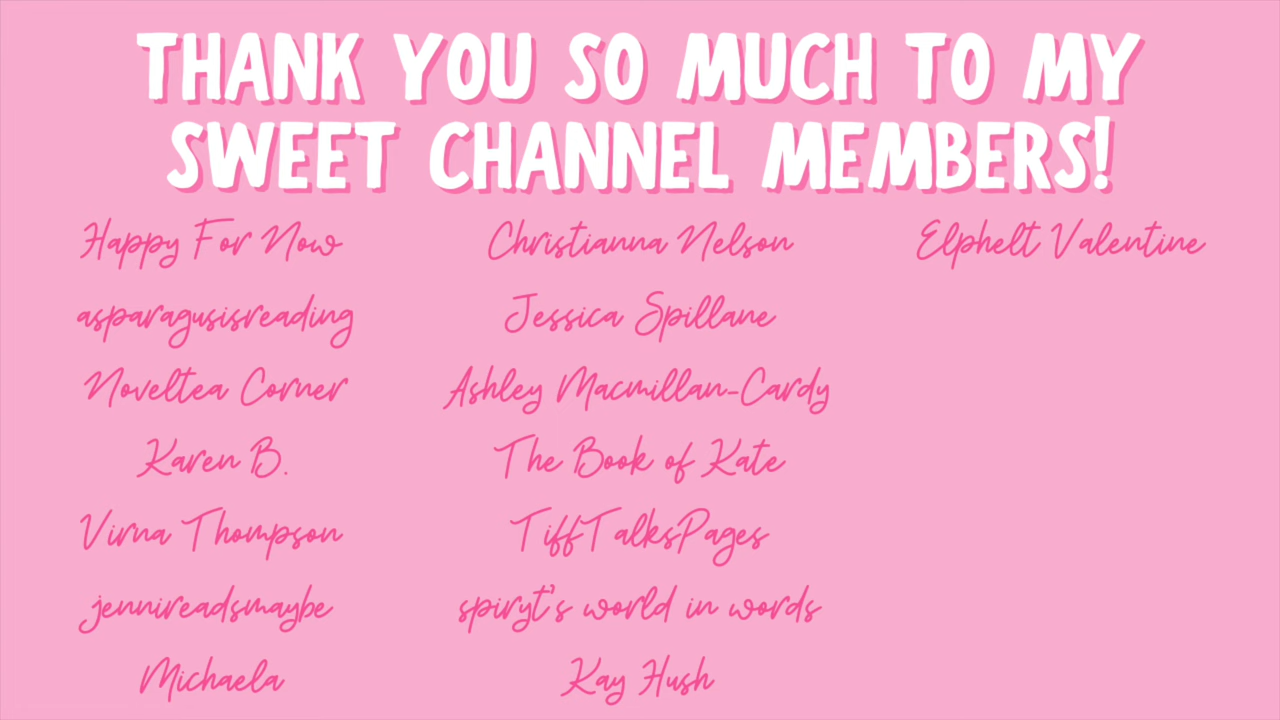 THANK YOU SO MUCH TO MY
SWEET CHANNEL MEMBERS!
Happy For Now
asparagusisreading
Noveltea Corner
Karen B.
Virna Thompson
jennireadsmaybe
Michaela
Christianna Nelson
Jessica Spillane
Ashley Macmillan-Cardy
The Book of Kate
TiffTalksPages
spiryt's world in words
Kay Hush
Elphelt Valentine